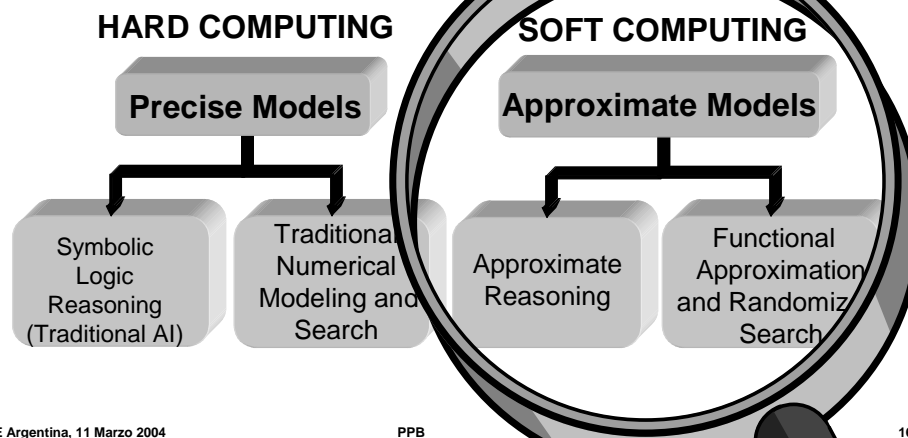 HARD COMPUTING
SOFT COMPUTING
Precise Models
Approximate Models
Symbolic
Logic
Reasoning
(Traditional AI)
Traditional
Numerical
Modeling and
Search
Approximate
Reasoning
Functional
Approximation
and Randomiz
Search
E Argentina, 11 Marzo 2004
PPB